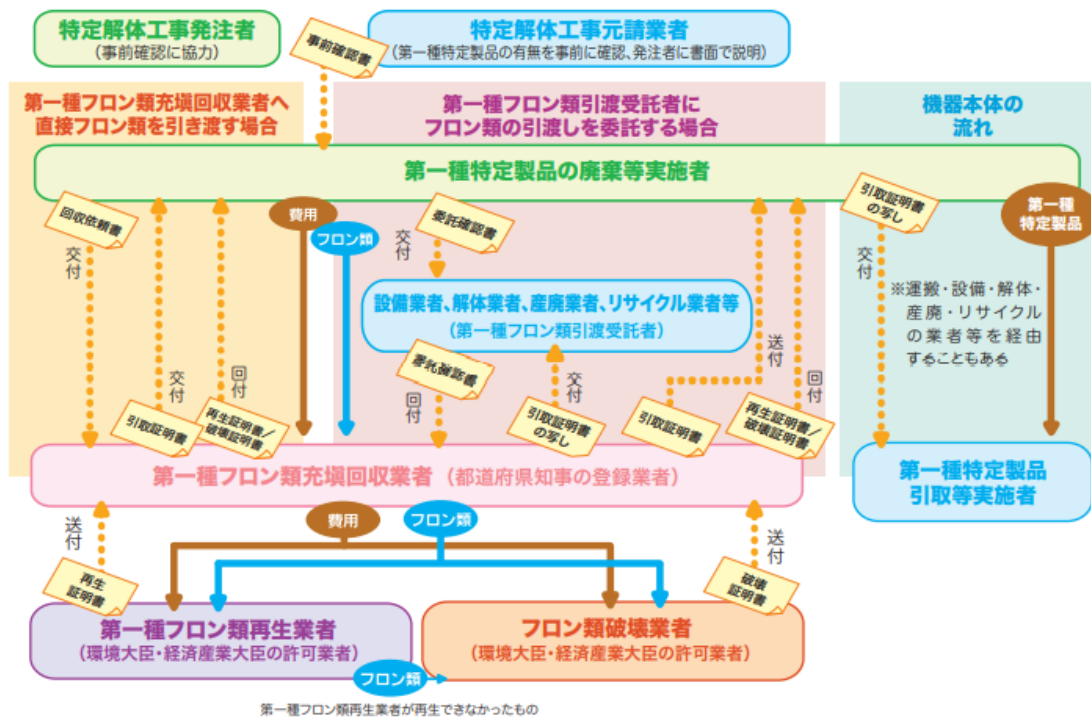 特定解体工事発注者
(事前確認に協力)
事前確認書
特定解体工事元請業者
(第一種特定製品の有無を事前に確認、発注者に書面で説明)
第一種フロン類充塡回収業者へ
直接フロン類を引き渡す場合
第一種フロン類引渡受託者に
フロン類の引渡しを委託する場合
機器本体の
流れ
第一種特定製品の廃棄等実施者
回収依頼書
交付
引取証明書
交付
再生証明書/
破壊証明書
回付
費用
フロン類
委託確認書
交付
設備業者、解体業者、産廃業者、リサイクル業者等
(第一種フロン類引渡受託者)
委託確認書
回付
引取証明書
の写し
交付
引取証明書
送付
再生証明書/
破壊証明書
回付
引取証明書
の写し
交付
第一種
特定製品
※運搬・設備・解体・
産廃・リサイクル
の業者等を経由
することもある
第一種フロン類充塡回収業者(都道府県知事の登録業者)
第一種特定製品
引取等実施者
送付
再生
証明書
費用
フロン類
送付
破壊
証明書
第一種フロン類再生業者
(環境大臣・経済産業大臣の許可業者)
フロン類破壊業者
(環境大臣・経済産業大臣の許可業者)
フロン類
第一種フロン類再生業者が再生できなかったもの